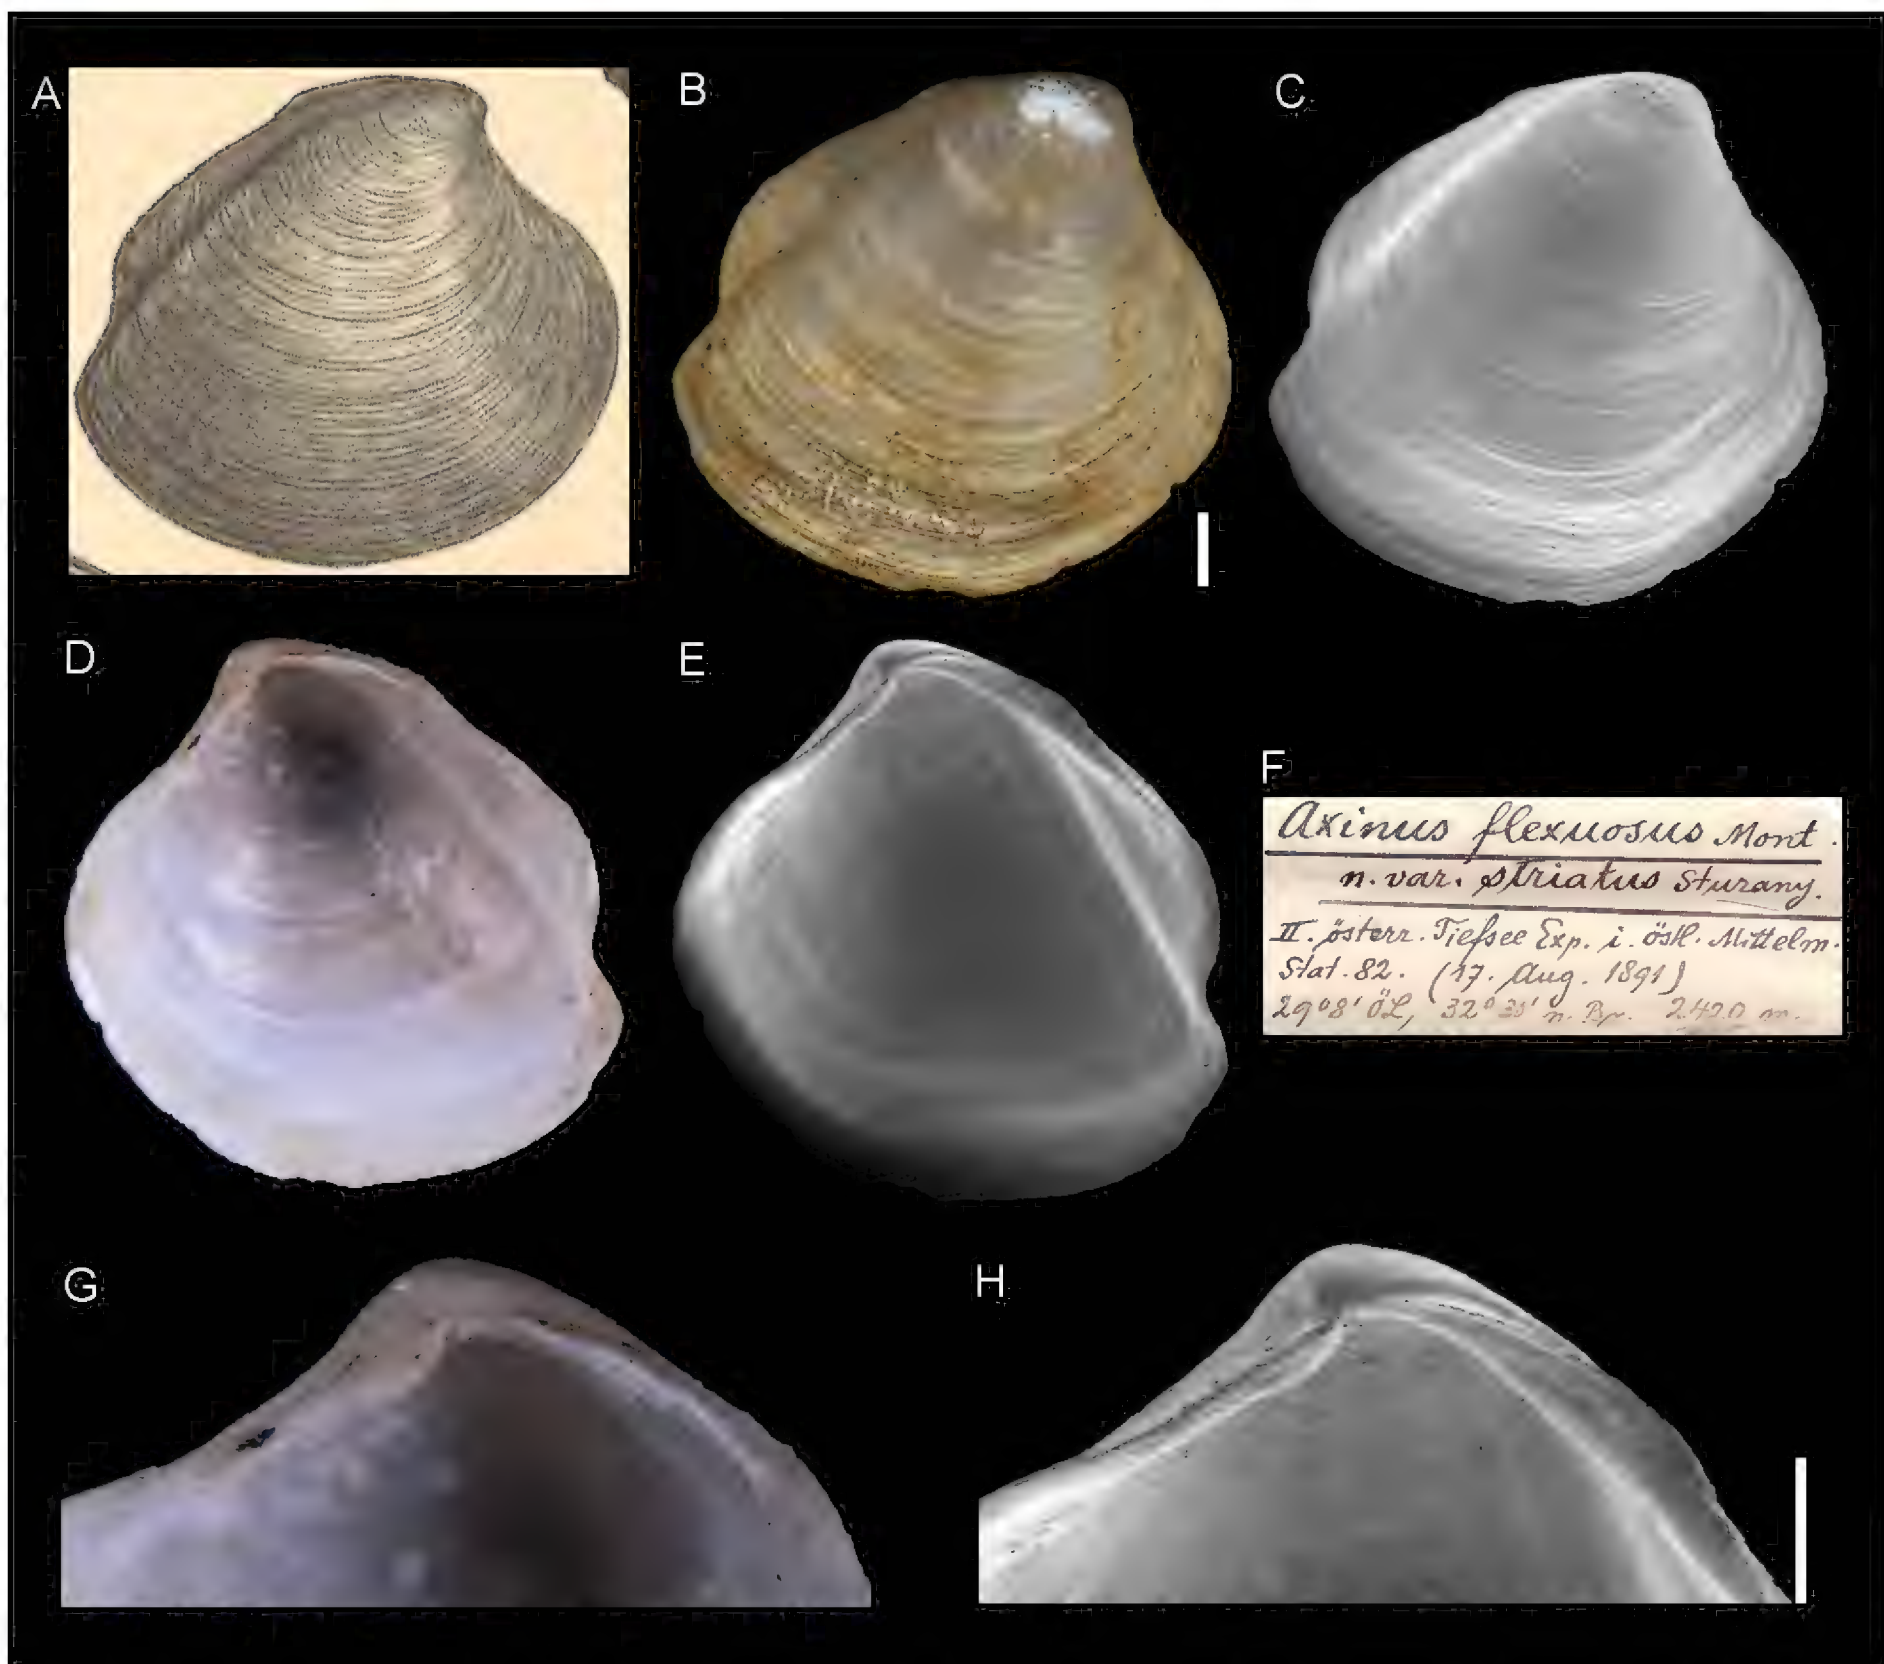 A
B
C
D
E
F
Axinus flexuosus Mont.
n. var. striatus Sturany.
II. österr. Tiefsee Exp. i. östl. Mittelm.
Stat. 82. (17. Aug. 1891)
29°8' ÖL, 32° 30' n. Br. 2420 m.
G
H